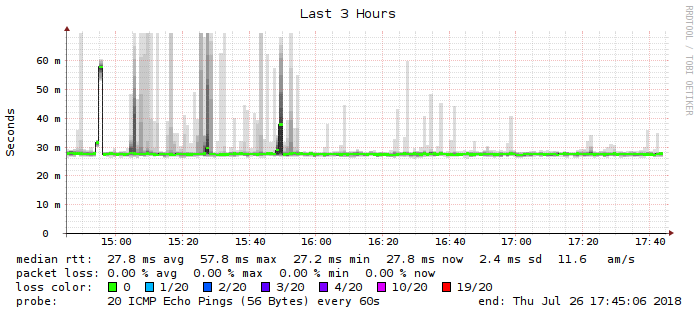 Last 3 Hours
RRDTOOL / TOBI OETIKER
Seconds
60 m
50 m
40 m
30 m
20 m
10 m
0
15:00 15:20 15:40 16:00 16:20 16:40 17:00 17:20 17:40
median rtt: 27.8 ms avg 57.8 ms max 27.2 ms min 27.8 ms now 2.4 ms sd 11.6 am/s
packet loss: 0.00 % avg 0.00 % max 0.00 % min 0.00 % now
loss color: 0 1/20 2/20 3/20 4/20 10/20 19/20
probe: 20 ICMP Echo Pings (56 Bytes) every 60s end: Thu Jul 26 17:45:06 2018